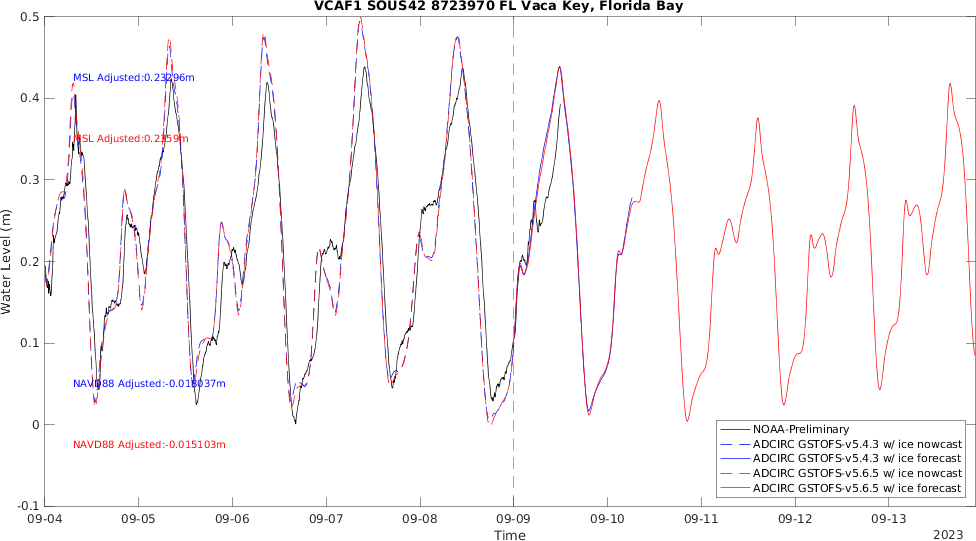 VCAF1 SOUS42 8723970 FL Vaca Key, Florida Bay
0.5
0.4
0.3
0.2
0.1
0
-0.1
Water Level (m)
MSL Adjusted:0.23296m
MSL Adjusted:0.2359m
NAVD88 Adjusted:-0.018037m
NAVD88 Adjusted:-0.015103m
NOAA-Preliminary
ADCIRC GSTOFS-v5.4.3 w/ ice nowcast
ADCIRC GSTOFS-v5.4.3 w/ ice forecast
ADCIRC GSTOFS-v5.6.5 w/ ice nowcast
ADCIRC GSTOFS-v5.6.5 w/ ice forecast
09-04 09-05 09-06 09-07 09-08 09-09 09-10 09-11 09-12 09-13
Time
2023